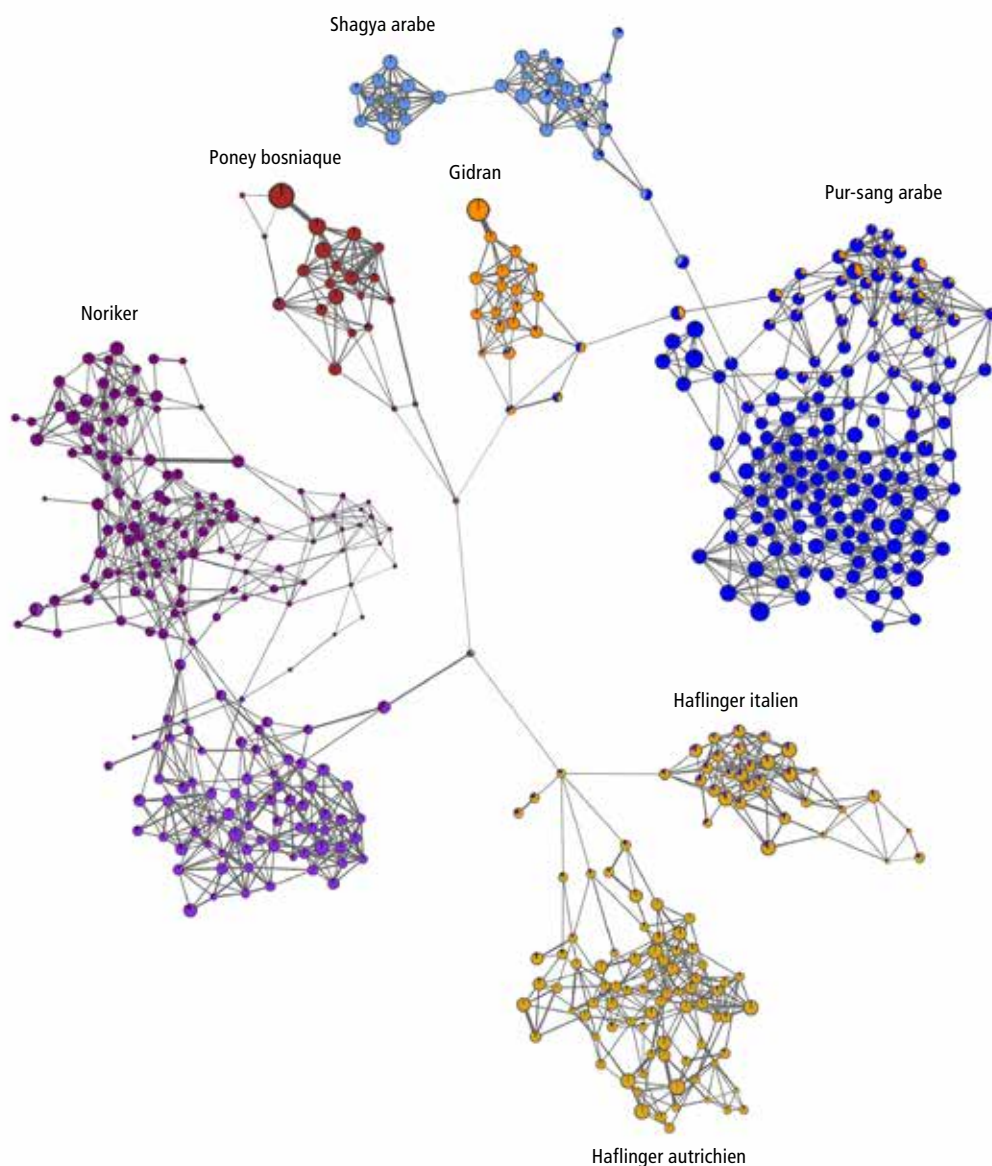 Shagya arabe
Poney bosniaque
Gidran
Pur-sang arabe
Noriker
Haflinger italien
Haflinger autrichien